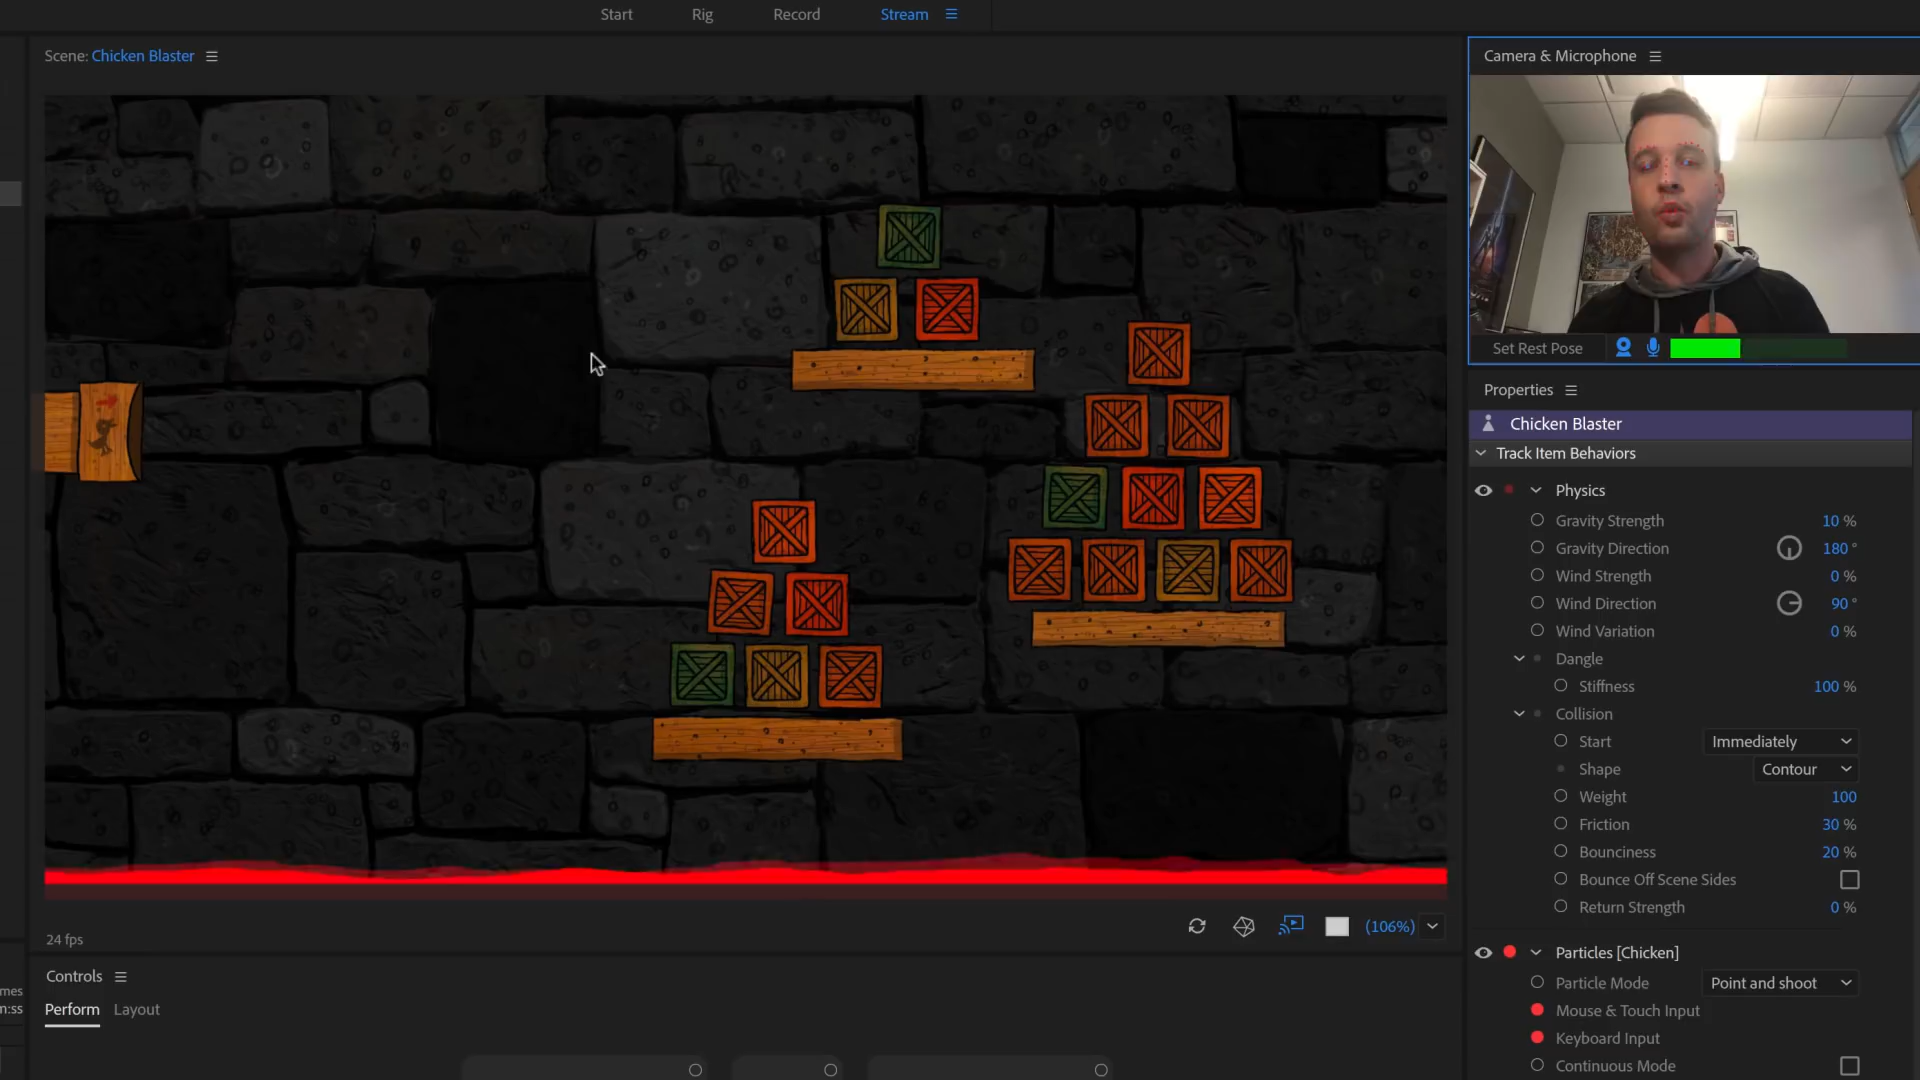 Start Rig Record Stream
Scene: Chicken Blaster
Camera & Microphone
Set Rest Pose
Properties
Chicken Blaster
Track Item Behaviors
Physics
Gravity Strength 10 %
Gravity Direction 180 °
Wind Strength 0 %
Wind Direction 90 °
Wind Variation 0 %
Dangle
Stiffness 100 %
Collision
Start Immediately
Shape Contour
Weight 100
Friction 30 %
Bounciness 20 %
Bounce Off Scene Sides
Return Strength 0 %
24 fps
(106%)
Particles [Chicken]
Particle Mode Point and shoot
Mouse & Touch Input
Keyboard Input
Continuous Mode
Controls
Perform Layout
mes
m:ss